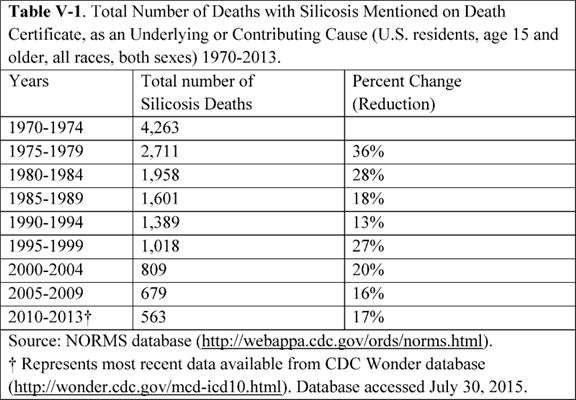 Table V-1. Total Number of Deaths with Silicosis Mentioned on Death
Certificate, as an Underlying or Contributing Cause (U.S. residents, age 15 and
older, all races, both sexes) 1970-2013.
Years Total number of Silicosis Deaths Percent Change (Reduction)
1970-1974 4,263
1975-1979 2,711 36%
1980-1984 1,958 28%
1985-1989 1,601 18%
1990-1994 1,389 13%
1995-1999 1,018 27%
2000-2004 809 20%
2005-2009 679 16%
2010-2013† 563 17%
Source: NORMS database (http://webappa.cdc.gov/ords/norms.html).
† Represents most recent data available from CDC Wonder database
(http://wonder.cdc.gov/mcd-icd10.html). Database accessed July 30, 2015.